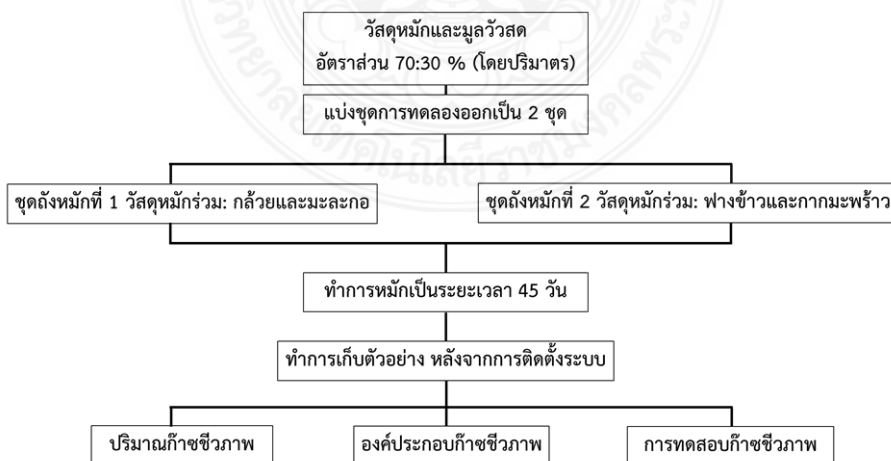 วัสดุหมักและมูลวัวสด
อัตราส่วน 70:30 % (โดยปริมาตร)
แบ่งชุดการทดลองออกเป็น 2 ชุด
ชุดถังหมักที่ 1 วัสดุหมักร่วม: กล้วยและมะละกอ
ชุดถังหมักที่ 2 วัสดุหมักร่วม: ฟางข้าวและกากมะพร้าว
ทำการหมักเป็นระยะเวลา 45 วัน
ทำการเก็บตัวอย่าง หลังจากการติดตั้งระบบ
ปริมาณก๊าซชีวภาพ
องค์ประกอบก๊าซชีวภาพ
การทดสอบก๊าซชีวภาพ